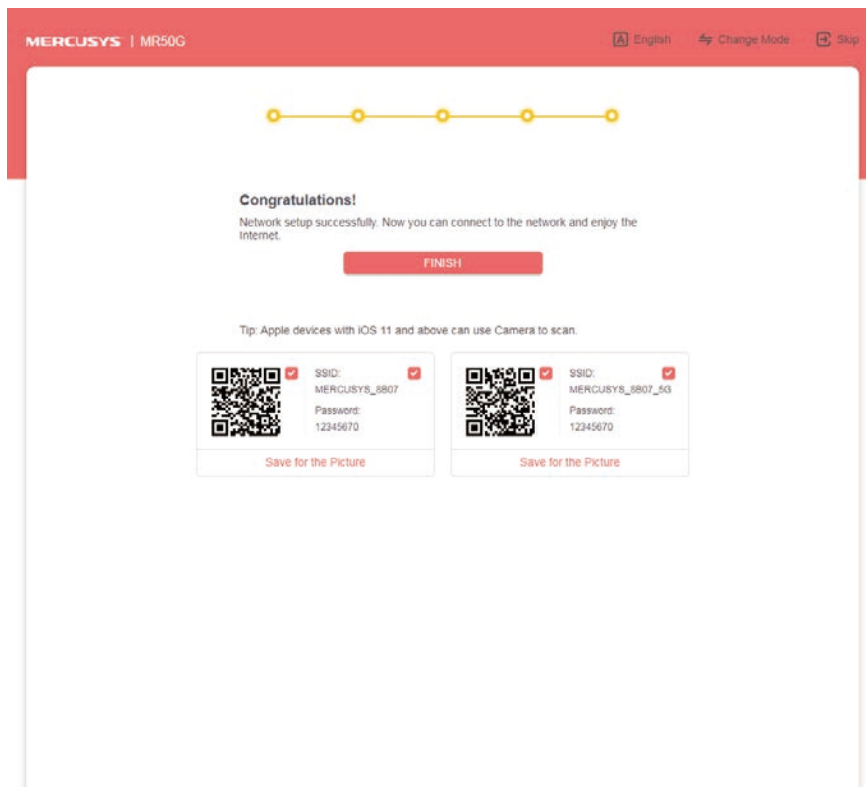 MERCUSYS | MR50G
English
Change Mode
Skip
Congratulations!
Network setup successfully. Now you can connect to the network and enjoy the
Internet.
FINISH
Tip: Apple devices with iOS 11 and above can use Camera to scan.
SSID:
MERCUSYS_8B07
Password:
12345670
Save for the Picture
SSID:
MERCUSYS_8B07_5G
Password:
12345670
Save for the Picture